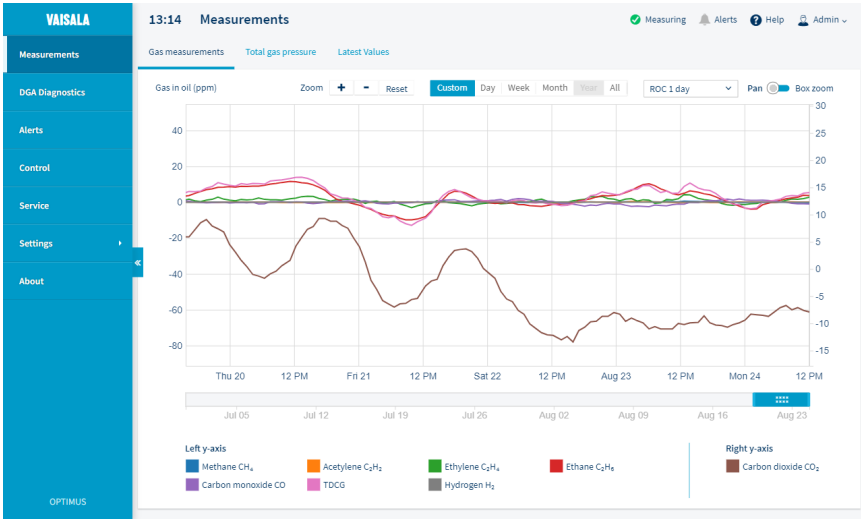 VAISALA
13:14 Measurements
Measuring Alerts Help Admin
Measurements
DGA Diagnostics
Alerts
Control
Service
Settings
About
OPTIMUS
Gas measurements Total gas pressure Latest Values
Gas in oil (ppm) Zoom + - Reset Custom Day Week Month Year All ROC 1 day Pan Box zoom
40
20
0
-20
-40
-60
-80
30
25
20
15
10
5
0
-5
-10
-15
Thu 20 12 PM Fri 21 12 PM Sat 22 12 PM Aug 23 12 PM Mon 24 12 PM
Jul 05 Jul 12 Jul 19 Jul 26 Aug 02 Aug 09 Aug 16 Aug 23
Left y-axis Right y-axis
Methane CH₄ Acetylene C₂H₂ Ethylene C₂H₄ Ethane C₂H₆ Carbon dioxide CO₂
Carbon monoxide CO TDCG Hydrogen H₂